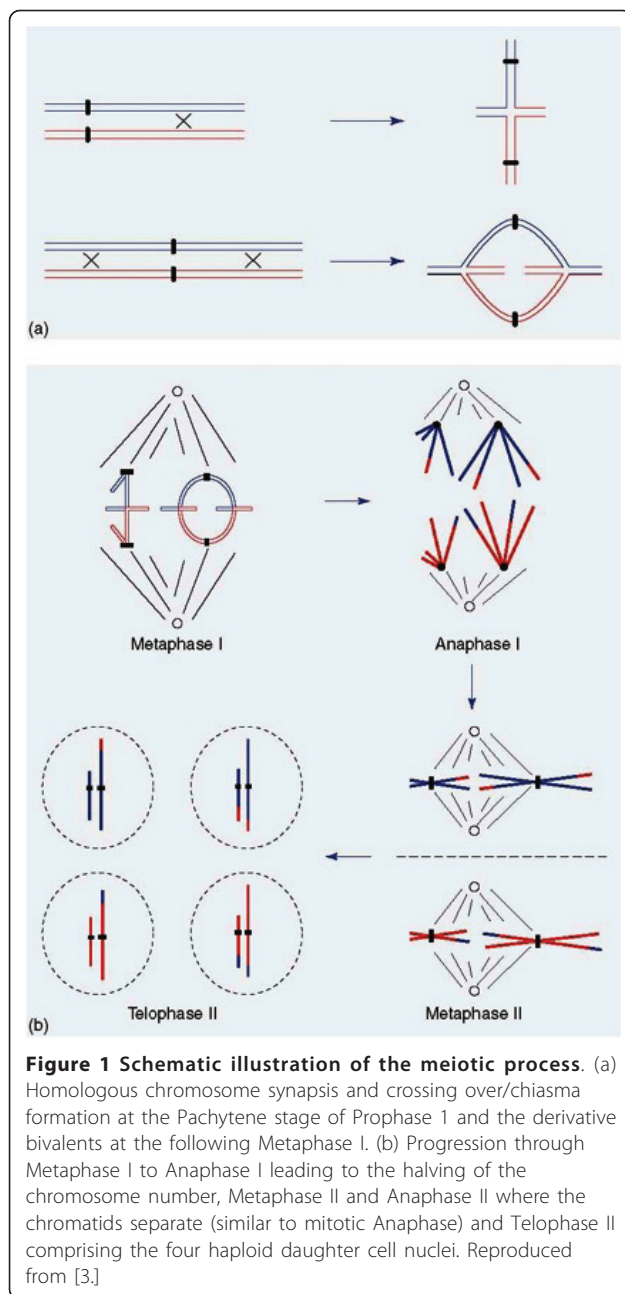 (a)
Metaphase I
Anaphase I
Telophase II
Metaphase II
(b)
Figure 1 Schematic illustration of the meiotic process. (a)
Homologous chromosome synapsis and crossing over/chiasma
formation at the Pachytene stage of Prophase 1 and the derivative
bivalents at the following Metaphase I. (b) Progression through
Metaphase I to Anaphase I leading to the halving of the
chromosome number, Metaphase II and Anaphase II where the
chromatids separate (similar to mitotic Anaphase) and Telophase II
comprising the four haploid daughter cell nuclei. Reproduced
from [3.]